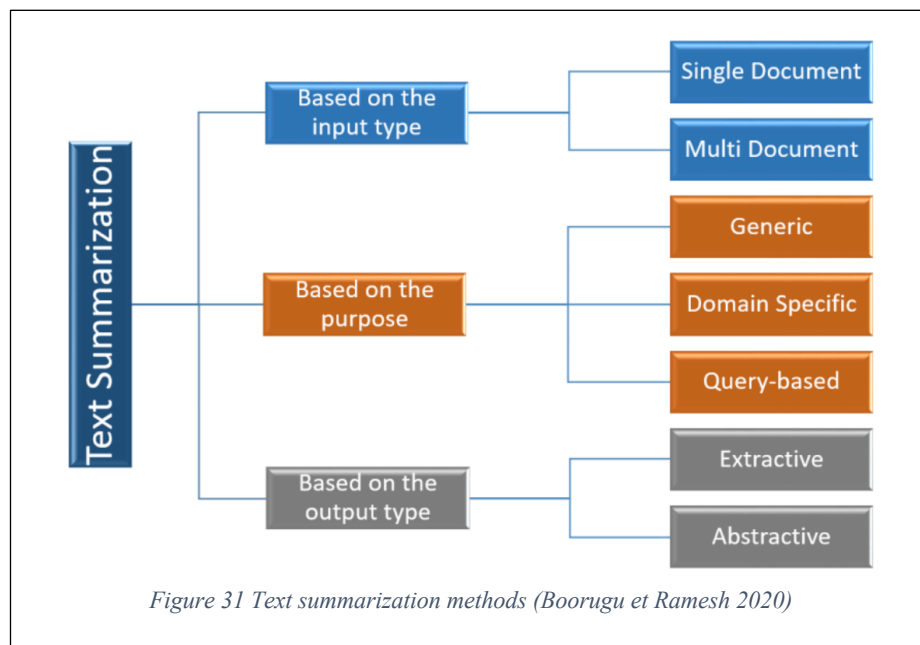 Text Summarization
Based on the
input type
Single Document
Multi Document
Based on the
purpose
Generic
Domain Specific
Query-based
Based on the
output type
Extractive
Abstractive
Figure 31 Text summarization methods (Boorugu et Ramesh 2020)